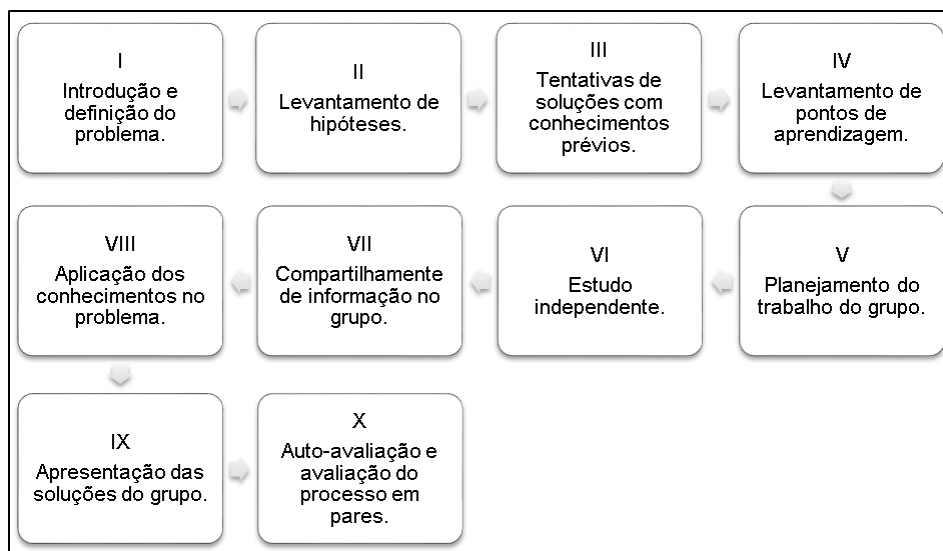 I
Introdução e
definição do
problema.
II
Levantamento de
hipóteses.
III
Tentativas de
soluções com
conhecimentos
prévios.
IV
Levantamento de
pontos de
aprendizagem.
V
Planejamento do
trabalho do grupo.
VI
Estudo
independente.
VII
Compartilhamente
de informação no
grupo.
VIII
Aplicação dos
conhecimentos no
problema.
IX
Apresentação das
soluções do grupo.
X
Auto-avaliação e
avaliação do
processo em
pares.